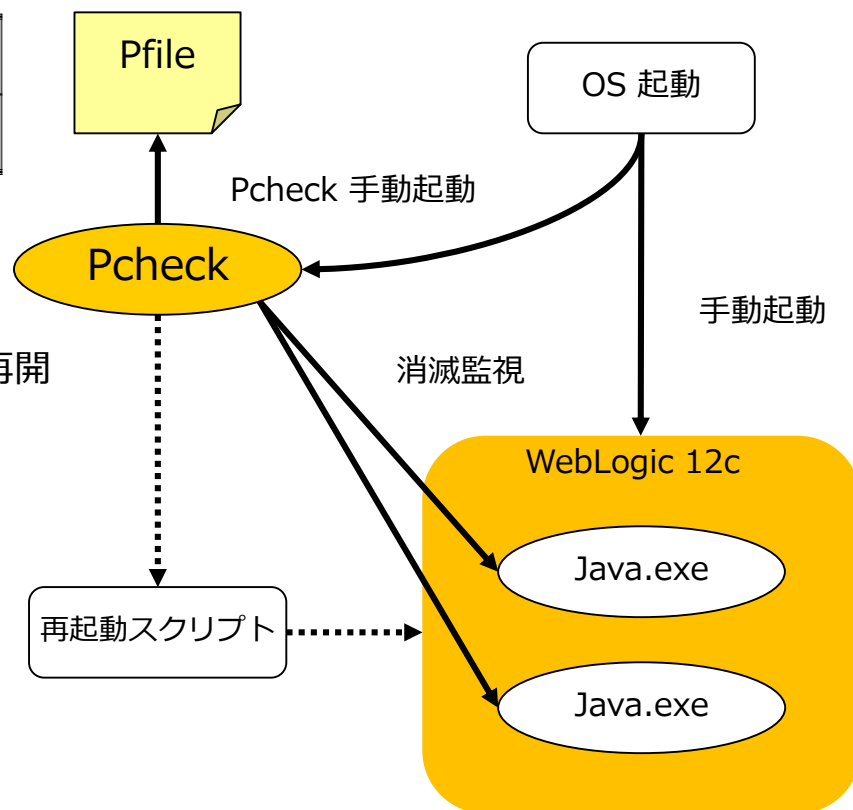 Pfile
OS 起動
Pcheck 手動起動
Pcheck
手動起動
再開
消滅監視
WebLogic 12c
Java.exe
再起動スクリプト
Java.exe